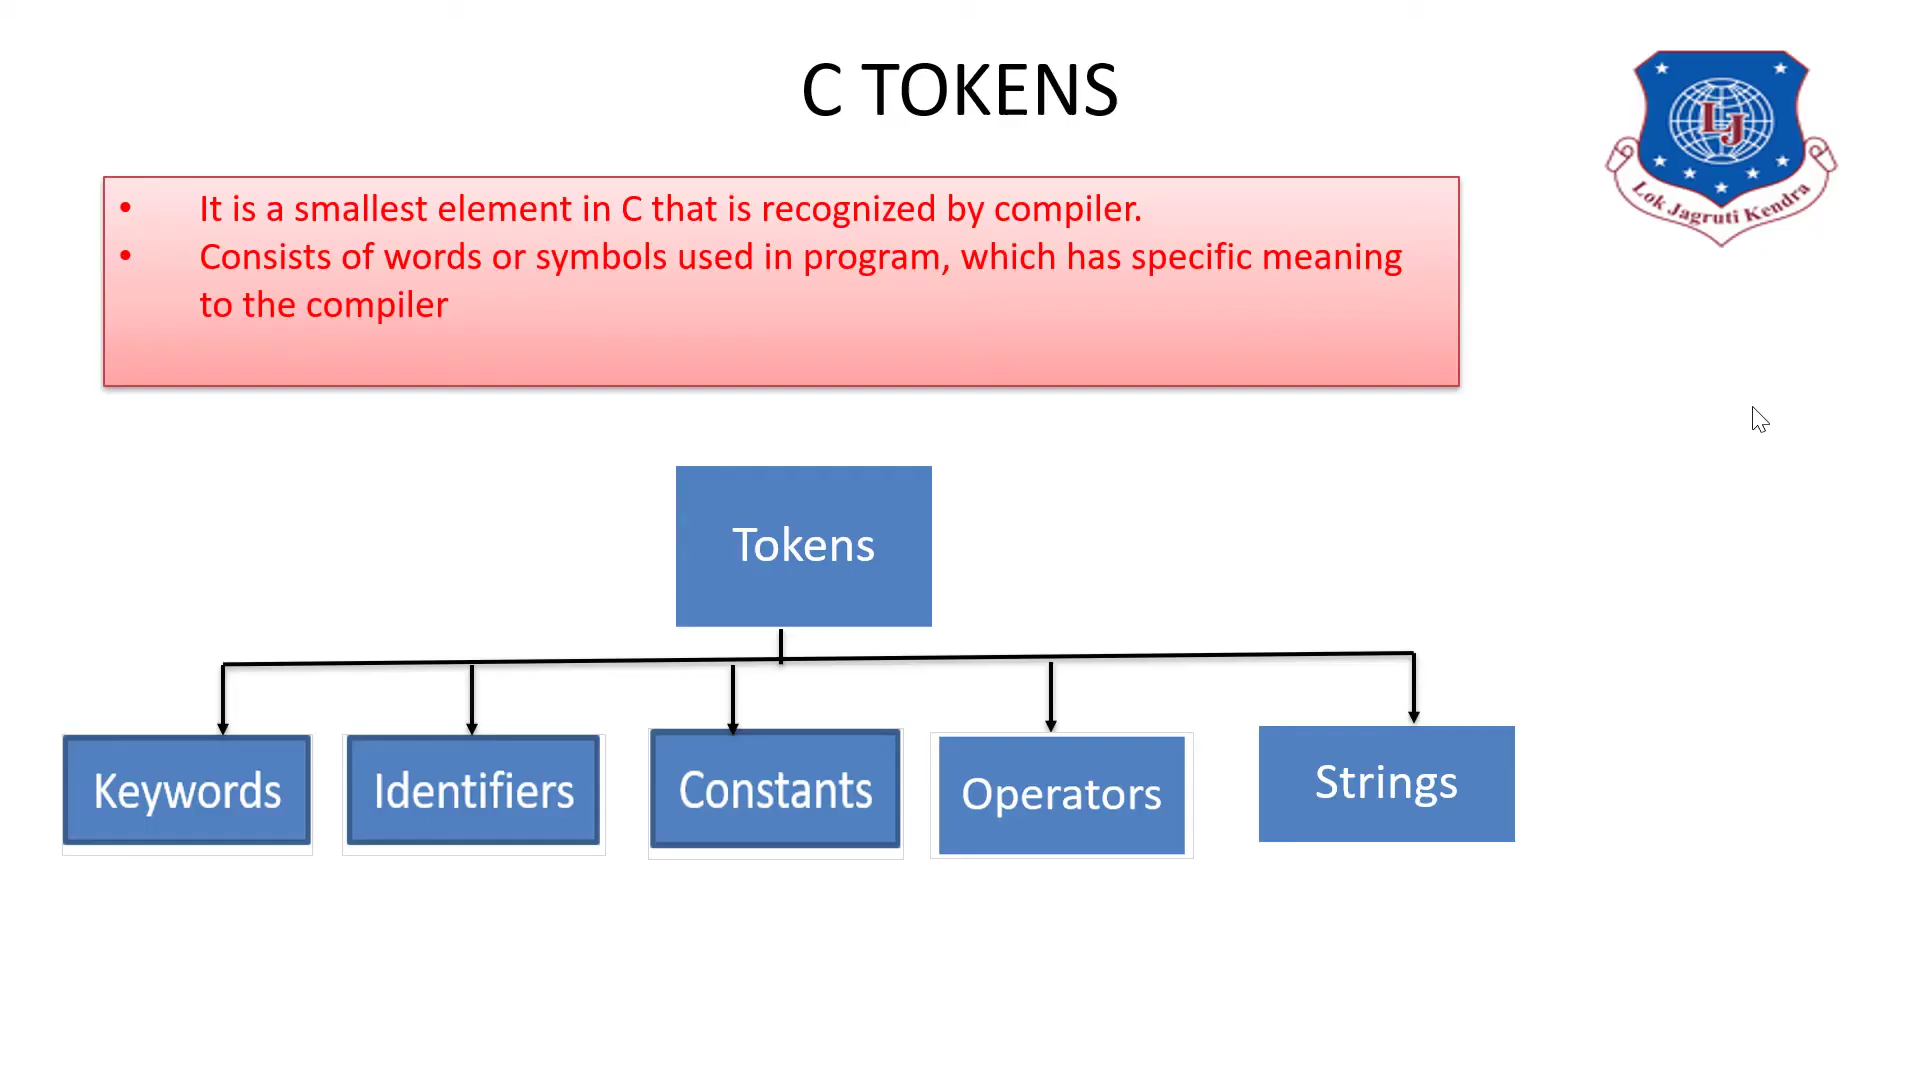 C TOKENS
LJ
Lok Jagruti Kendra
• It is a smallest element in C that is recognized by compiler.
• Consists of words or symbols used in program, which has specific meaning
to the compiler
Tokens
Keywords
Identifiers
Constants
Operators
Strings